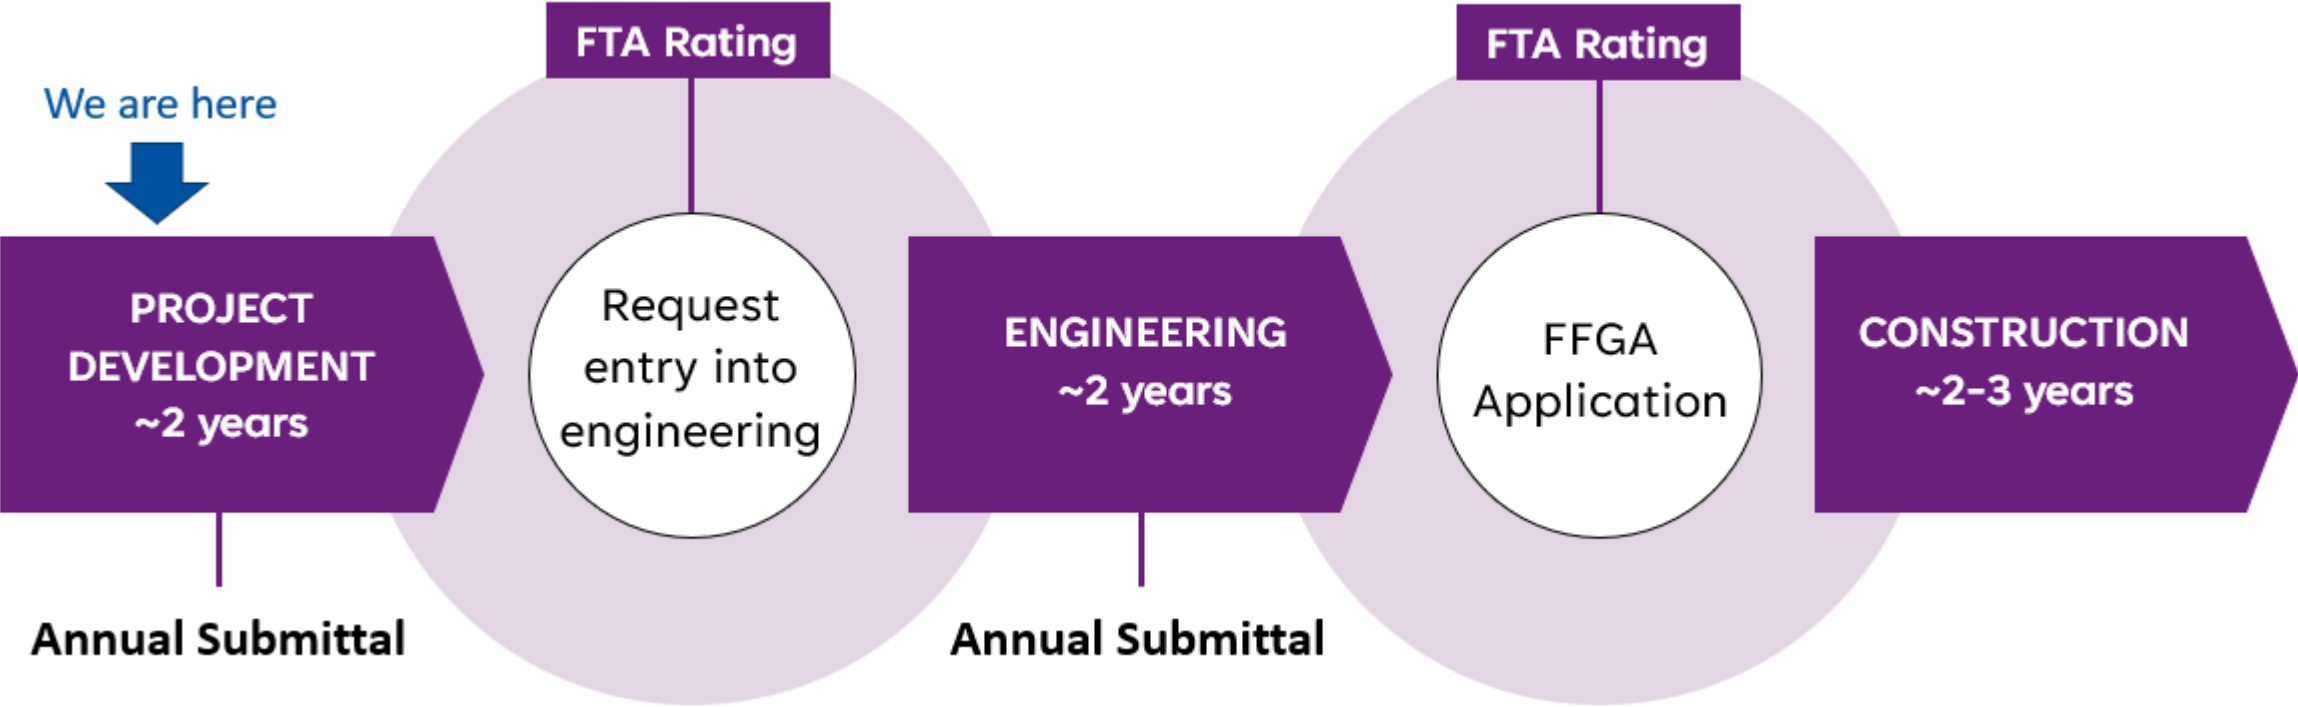 FTA Rating
FTA Rating
We are here
PROJECT
DEVELOPMENT
~2 years
Request
entry into
engineering
ENGINEERING
~2 years
FFGA
Application
CONSTRUCTION
~2-3 years
Annual Submittal
Annual Submittal